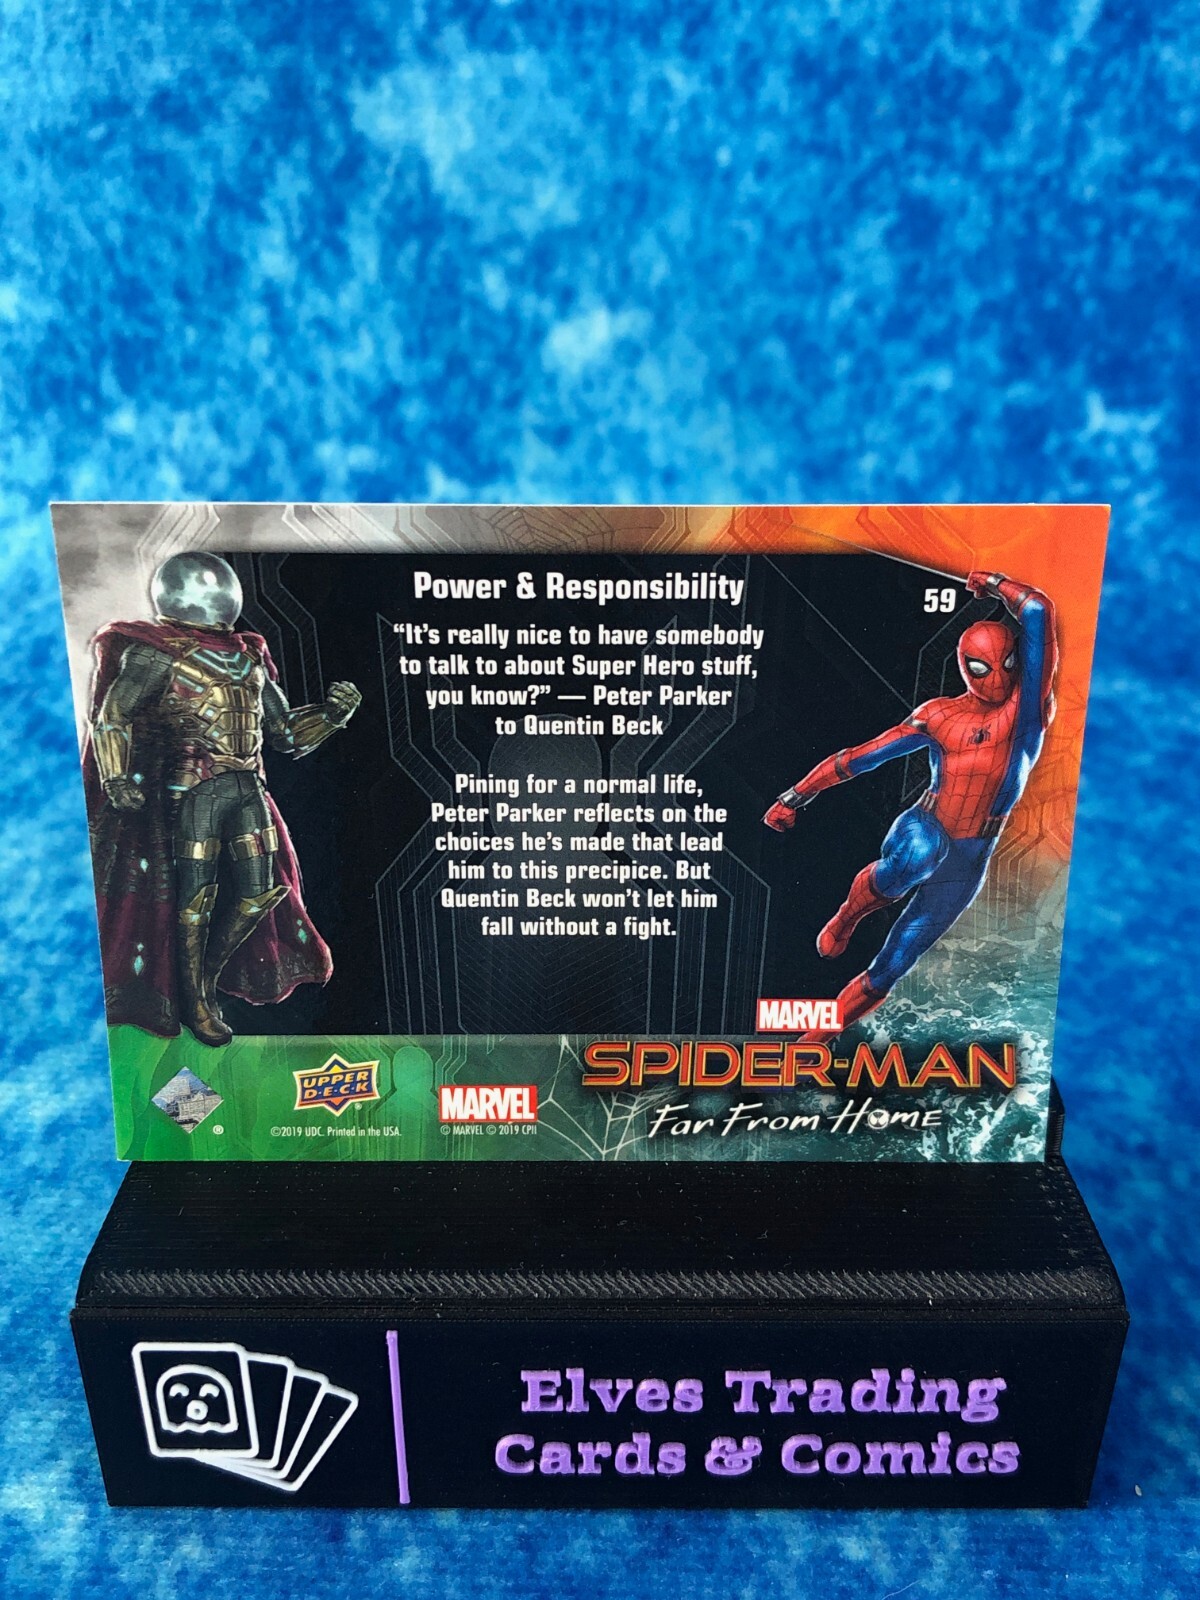 Power & Responsibility
59
“It’s really nice to have somebody
to talk to about Super Hero stuff,
you know?” — Peter Parker
to Quentin Beck
Pining for a normal life,
Peter Parker reflects on the
choices he’s made that lead
him to this precipice. But
Quentin Beck won’t let him
fall without a fight.
MARVEL
SPIDER-MAN
Far From Home
UPPER
D·E·C·K
®
©2019 UDC. Printed in the USA.
MARVEL
© MARVEL © 2019 CPII
®
Elves Trading
Cards & Comics